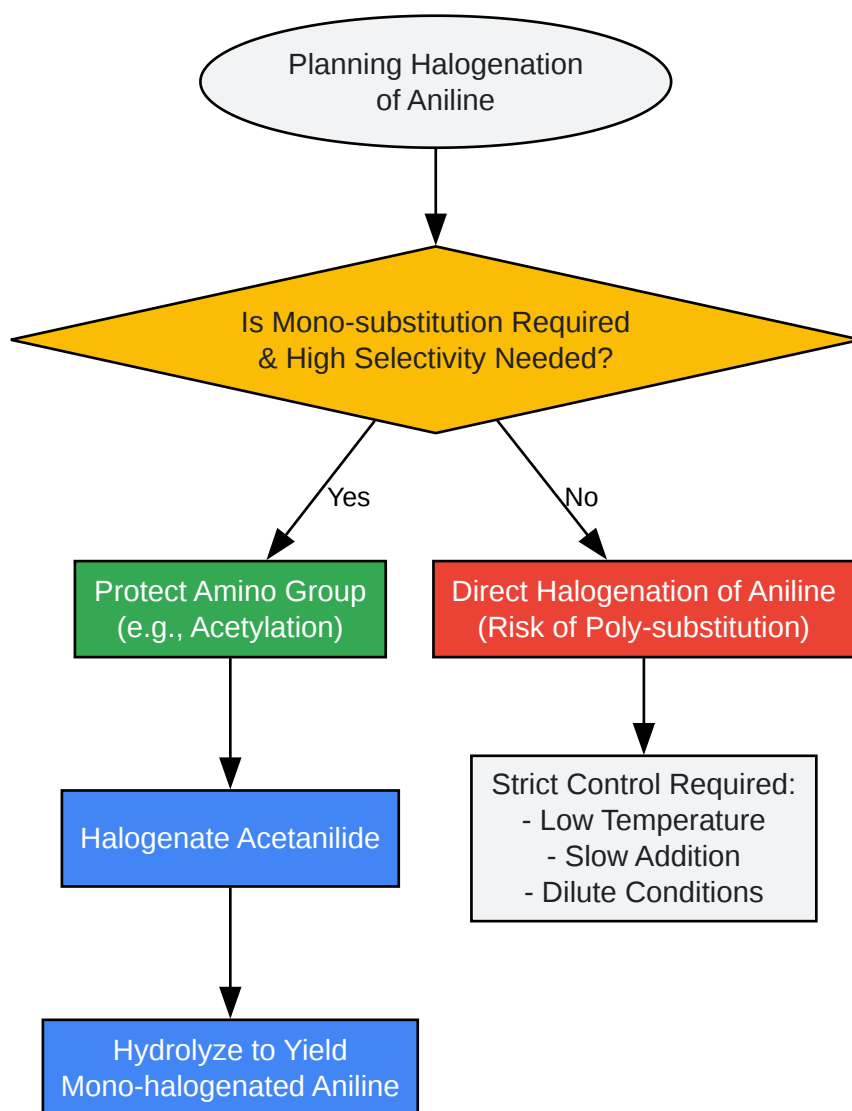 Planning Halogenation
of Aniline
Is Mono-substitution Required
& High Selectivity Needed?
Yes
No
Protect Amino Group
(e.g., Acetylation)
Direct Halogenation of Aniline
(Risk of Poly-substitution)
Halogenate Acetanilide
Strict Control Required:
- Low Temperature
- Slow Addition
- Dilute Conditions
Hydrolyze to Yield
Mono-halogenated Aniline